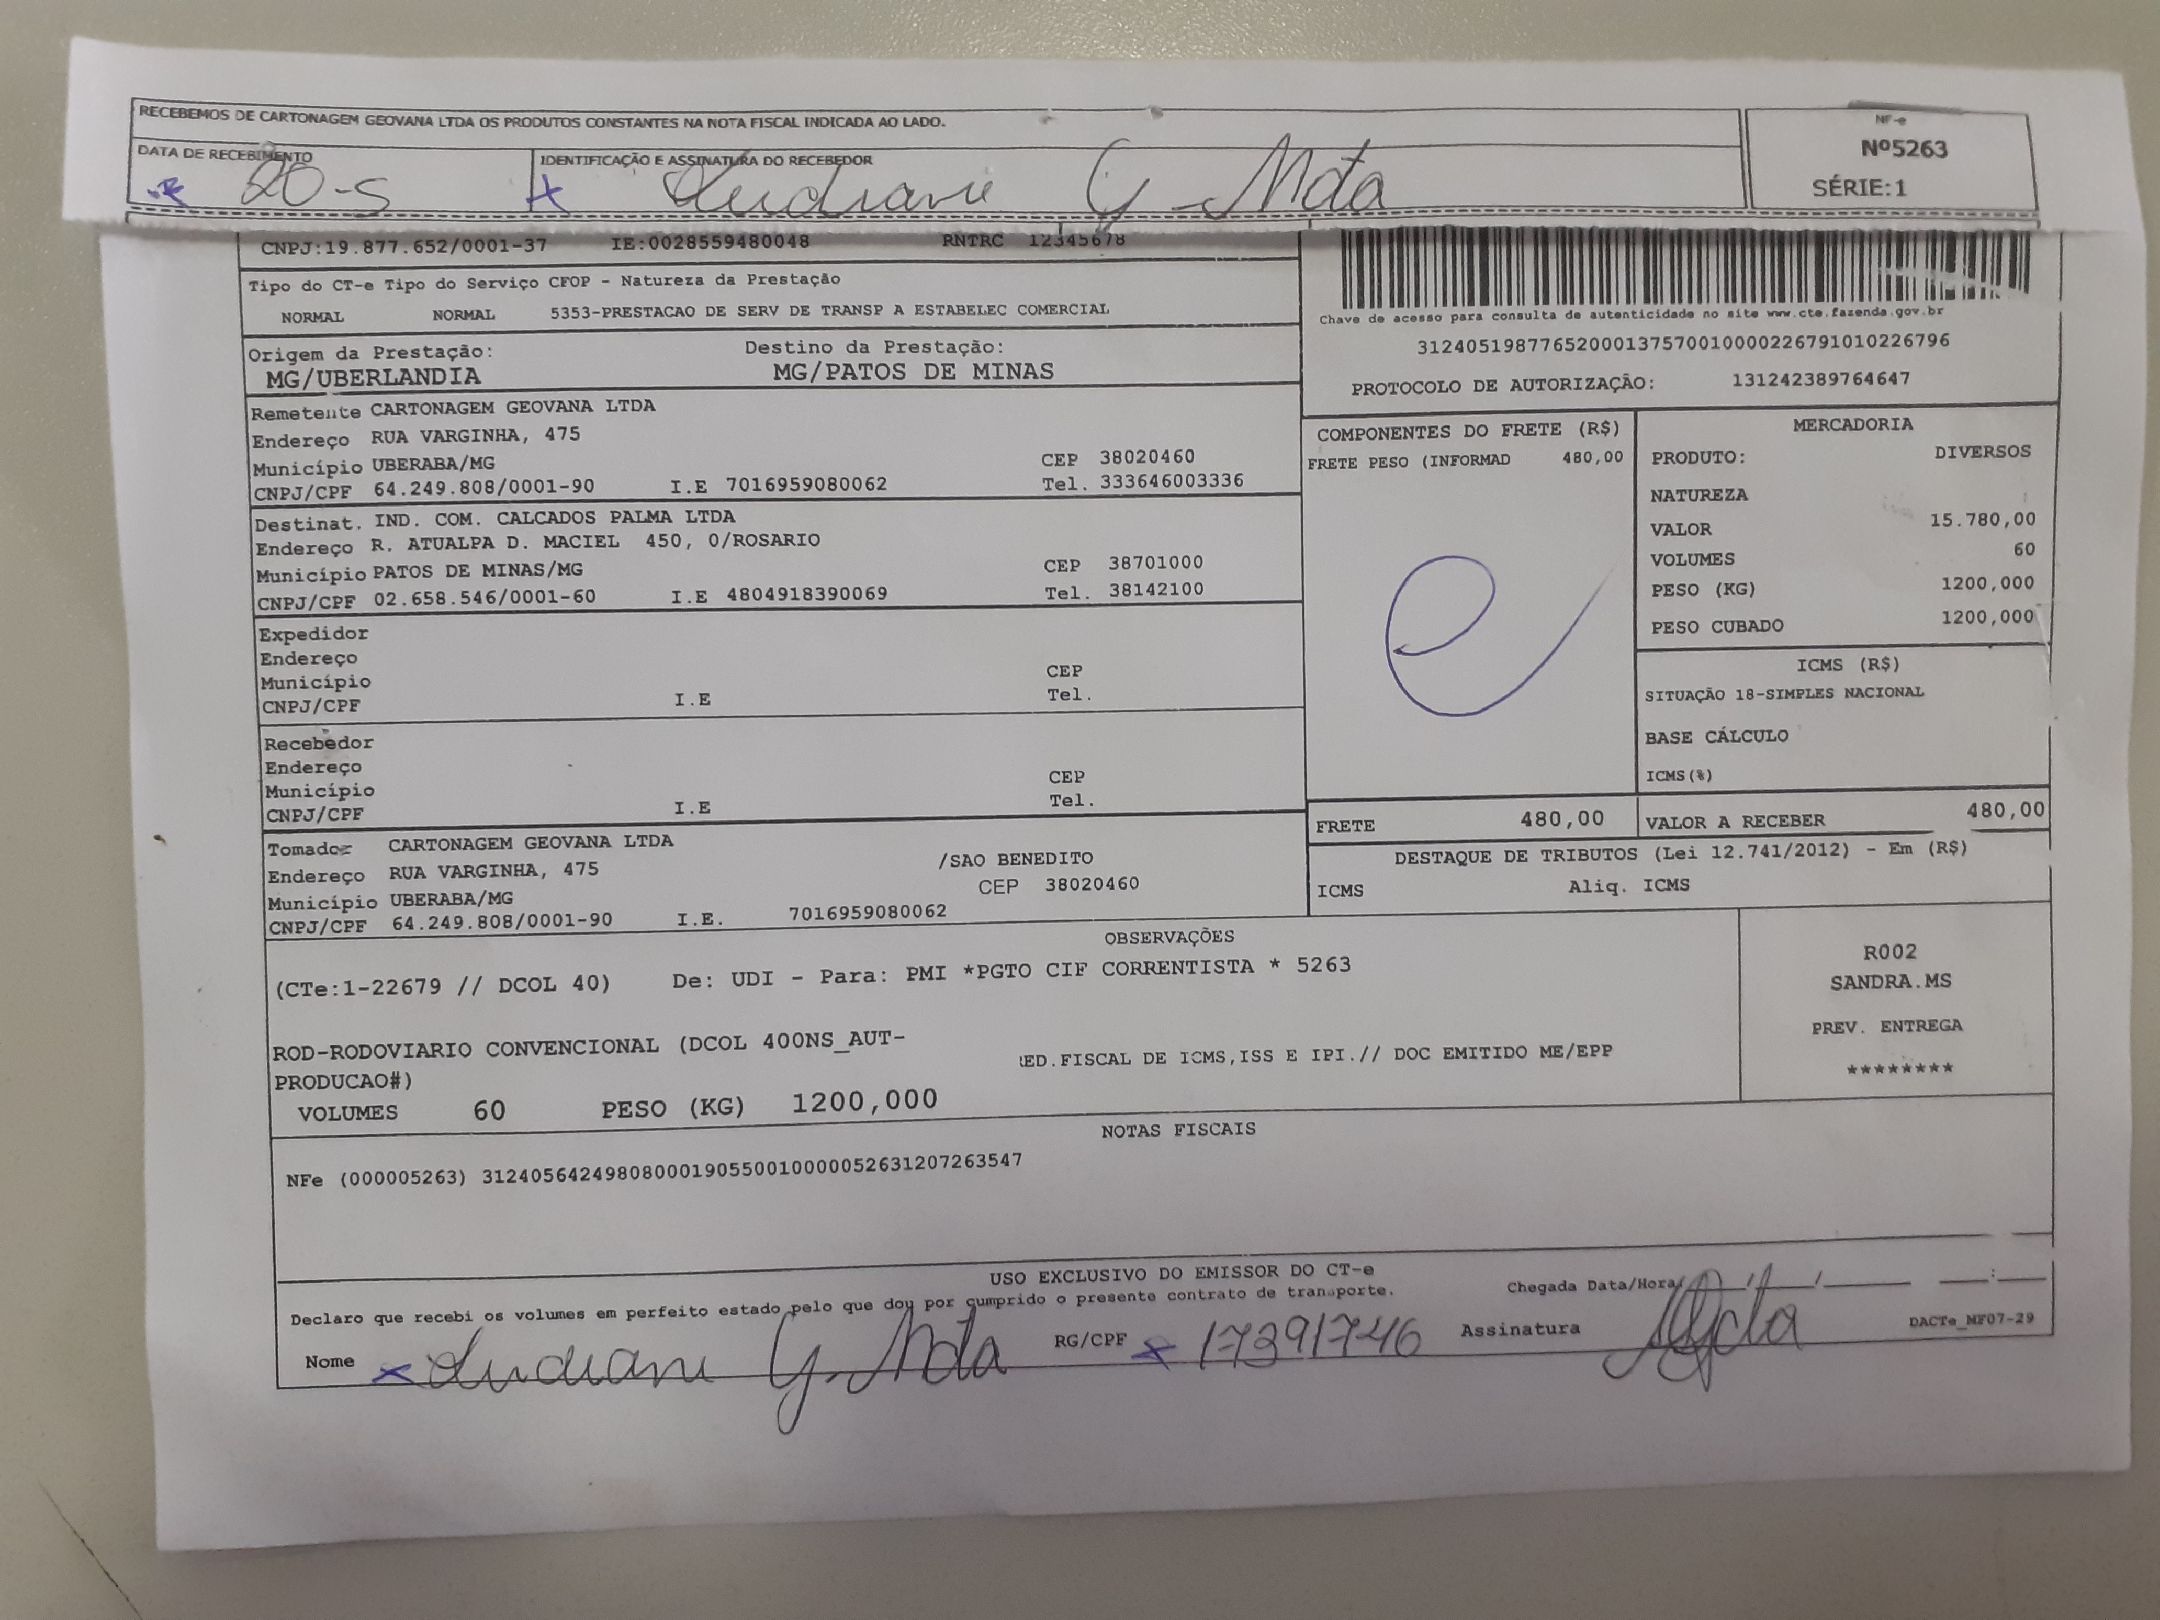 RECEBEMOS DE CARTONAGEM GEOVANA LTDA OS PRODUTOS CONSTANTES NA NOTA FISCAL INDICADA AO LADO.
NF-e
Nº5263
SÉRIE:1
DATA DE RECEBIMENTO
20-5
IDENTIFICAÇÃO E ASSINATURA DO RECEBEDOR
CNPJ:19.877.652/0001-37 IE:0028559480048 RNTRC 12345678
Tipo do CT-e Tipo do Serviço CFOP - Natureza da Prestação
NORMAL NORMAL 5353-PRESTACAO DE SERV DE TRANSP A ESTABELEC COMERCIAL
Chave de acesso para consulta de autenticidade no site www.cte.fazenda.gov.br
31240519877652000137570010000226791010226796
PROTOCOLO DE AUTORIZAÇÃO: 131242389764647
Origem da Prestação: Destino da Prestação:
MG/UBERLANDIA MG/PATOS DE MINAS
Remetente CARTONAGEM GEOVANA LTDA
Endereço RUA VARGINHA, 475
Município UBERABA/MG CEP 38020460
CNPJ/CPF 64.249.808/0001-90 I.E 7016959080062 Tel. 333646003336
Destinat. IND. COM. CALCADOS PALMA LTDA
Endereço R. ATUALPA D. MACIEL 450, 0/ROSARIO
Município PATOS DE MINAS/MG CEP 38701000
CNPJ/CPF 02.658.546/0001-60 I.E 4804918390069 Tel. 38142100
Expedidor
Endereço
Município CEP
CNPJ/CPF I.E Tel.
Recebedor
Endereço
Município CEP
CNPJ/CPF I.E Tel.
Tomador CARTONAGEM GEOVANA LTDA
Endereço RUA VARGINHA, 475 /SAO BENEDITO
Município UBERABA/MG CEP 38020460
CNPJ/CPF 64.249.808/0001-90 I.E. 7016959080062
COMPONENTES DO FRETE (R$)
FRETE PESO (INFORMAD 480,00
MERCADORIA
PRODUTO: DIVERSOS
NATUREZA
VALOR 15.780,00
VOLUMES 60
PESO (KG) 1200,000
PESO CUBADO 1200,000
ICMS (R$)
SITUAÇÃO 18-SIMPLES NACIONAL
BASE CÁLCULO
ICMS(%)
FRETE 480,00 VALOR A RECEBER 480,00
DESTAQUE DE TRIBUTOS (Lei 12.741/2012) - Em (R$)
ICMS Aliq. ICMS
OBSERVAÇÕES
(CTe:1-22679 // DCOL 40) De: UDI - Para: PMI *PGTO CIF CORRENTISTA * 5263
ROD-RODOVIARIO CONVENCIONAL (DCOL 400NS_AUT-
PRODUCAO#)
ED.FISCAL DE ICMS,ISS E IPI.// DOC EMITIDO ME/EPP
VOLUMES 60 PESO (KG) 1200,000
R002
SANDRA.MS
PREV. ENTREGA
********
NOTAS FISCAIS
NFe (000005263) 31240564249808000190550010000052631207263547
USO EXCLUSIVO DO EMISSOR DO CT-e
Declaro que recebi os volumes em perfeito estado pelo que dou por cumprido o presente contrato de transporte.
Chegada Data/Hora
Nome
RG/CPF 17391746
Assinatura
DACTe_MF07-29